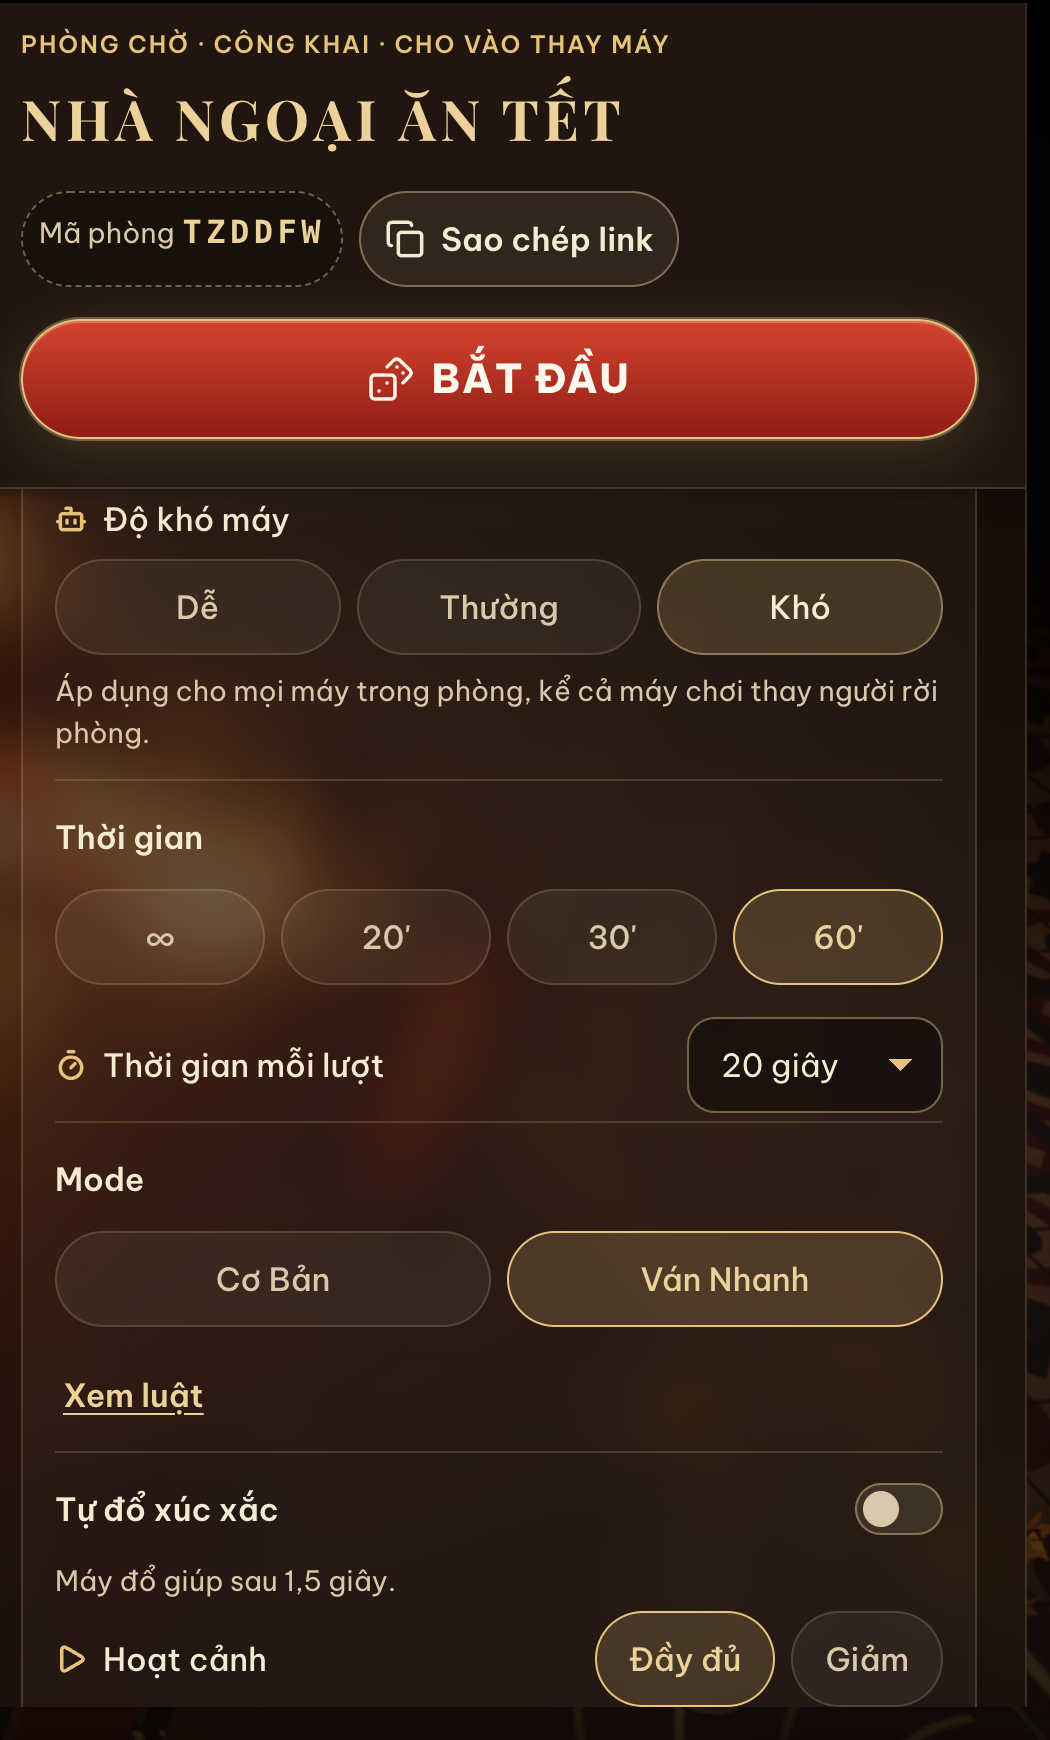 PHÒNG CHỜ · CÔNG KHAI · CHO VÀO THAY MÁY
NHÀ NGOẠI ĂN TẾT
Mã phòng TZDDFW
Sao chép link
BẮT ĐẦU
Độ khó máy
Dễ
Thường
Khó
Áp dụng cho mọi máy trong phòng, kể cả máy chơi thay người rời
phòng.
Thời gian
∞
20′
30′
60′
Thời gian mỗi lượt
20 giây
Mode
Cơ Bản
Ván Nhanh
Xem luật
Tự đổ xúc xắc
Máy đổ giúp sau 1,5 giây.
Hoạt cảnh
Đầy đủ
Giảm